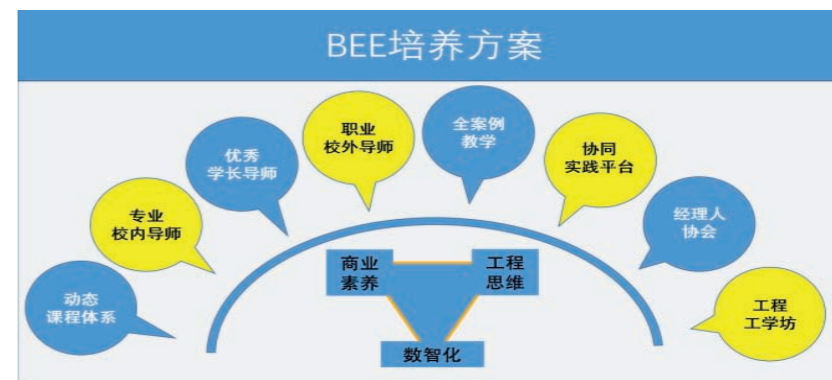 BEE培养方案
动态
课程体系
专业
校内导师
优秀
学长导师
职业
校外导师
全案例
教学
协同
实践平台
经理人
协会
工程
工学坊
商业
素养
工程
思维
数智化